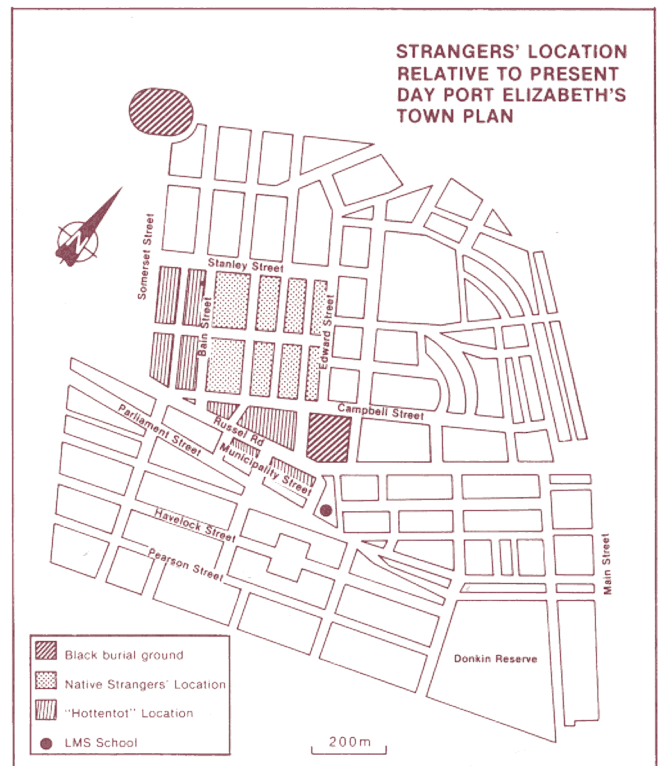 STRANGERS' LOCATION
RELATIVE TO PRESENT
DAY PORT ELIZABETH'S
TOWN PLAN
N
Somerset Street
Stanley Street
Bain Street
Edward Street
Campbell Street
Russel Rd
Parliament Street
Municipality Street
Havelock Street
Pearson Street
Main Street
Donkin Reserve
Black burial ground
Native Strangers' Location
"Hottentot" Location
LMS School
200m